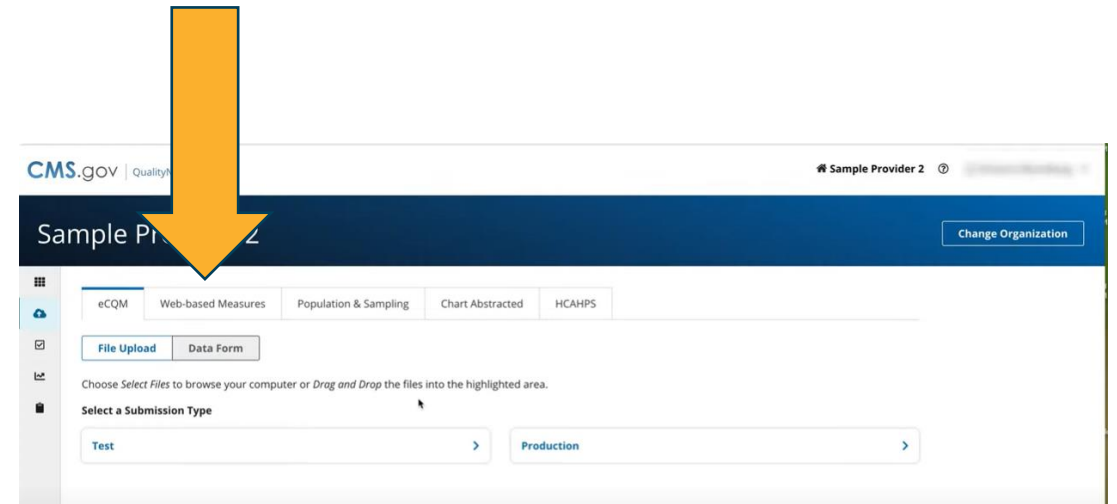 CMS.gov | Quality
Sample Provider 2
Sample Pr 2
Change Organization
eCQM Web-based Measures Population & Sampling Chart Abstracted HCAHPS
File Upload Data Form
Choose Select Files to browse your computer or Drag and Drop the files into the highlighted area.
Select a Submission Type
Test Production